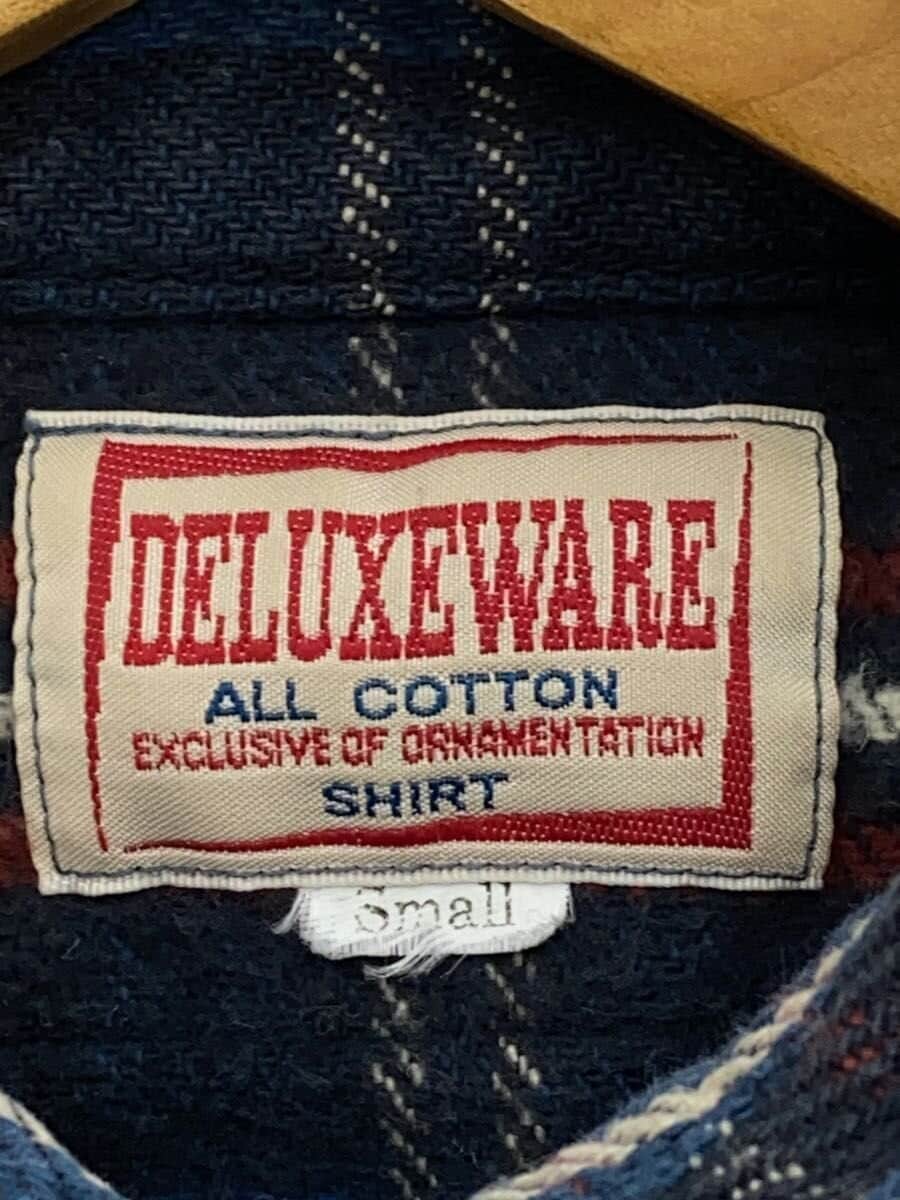 DELUXEWARE
ALL COTTON
EXCLUSIVE OF ORNAMENTATION
SHIRT
Small